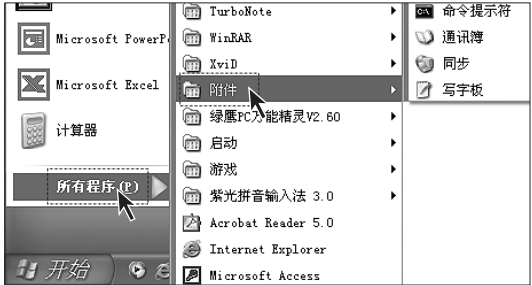 Microsoft PowerP
Microsoft Excel
计算器
所有程序(P)
开始
TurboNote
WinRAR
XviD
附件
绿鹰PC万能精灵V2.60
启动
游戏
紫光拼音输入法 3.0
Acrobat Reader 5.0
Internet Explorer
Microsoft Access
命令提示符
通讯簿
同步
写字板